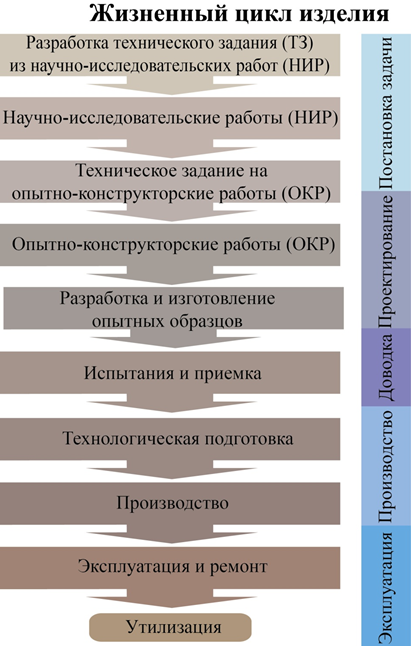 Жизненный цикл изделия
Разработка технического задания (ТЗ)
из научно-исследовательских работ (НИР)
Научно-исследовательские работы (НИР)
Техническое задание на
опытно-конструкторские работы (ОКР)
Опытно-конструкторские работы (ОКР)
Разработка и изготовление
опытных образцов
Испытания и приемка
Технологическая подготовка
Производство
Эксплуатация и ремонт
Утилизация
Постановка задачи
Проектирование
Доводка
Производство
Эксплуатация